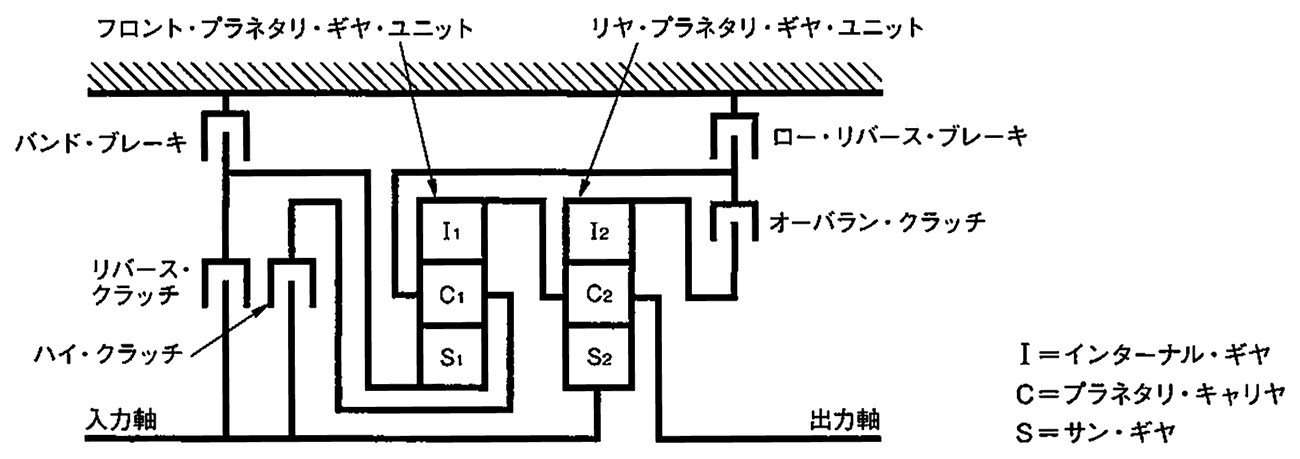 フロント・プラネタリ・ギヤ・ユニット
リヤ・プラネタリ・ギヤ・ユニット
バンド・ブレーキ
ロー・リバース・ブレーキ
オーバラン・クラッチ
I1
I2
リバース・
クラッチ
C1
C2
ハイ・クラッチ
S1
S2
I＝インターナル・ギヤ
C＝プラネタリ・キャリヤ
S＝サン・ギヤ
入力軸
出力軸